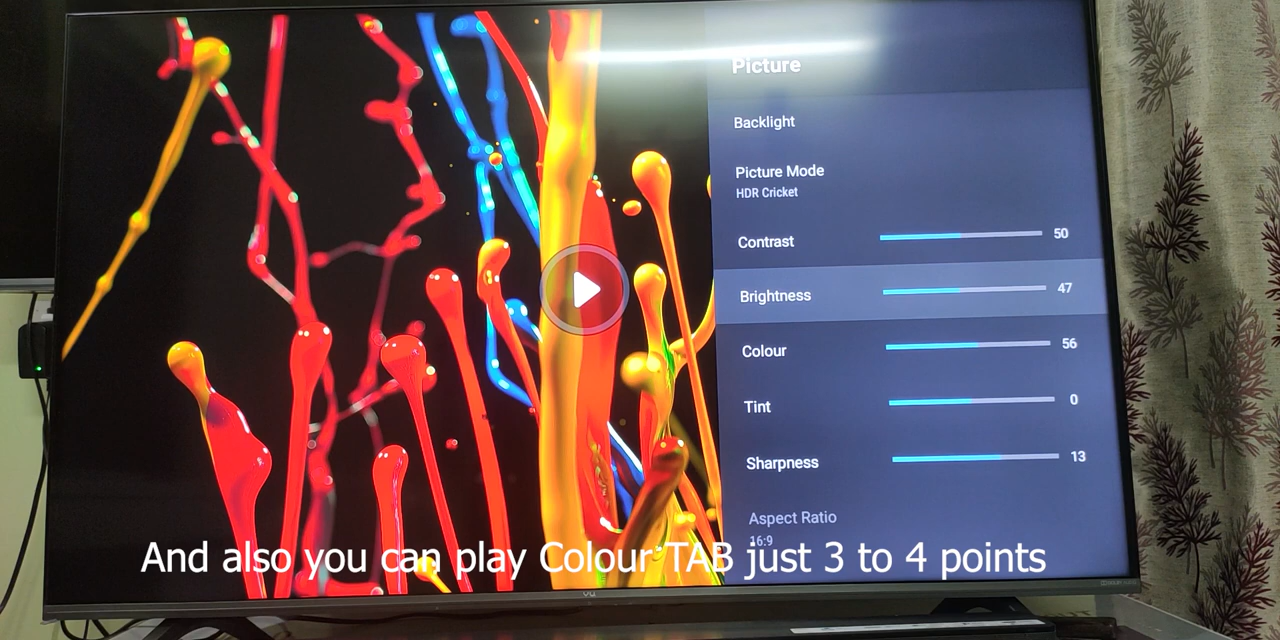 Picture
Backlight
Picture Mode
HDR Cricket
Contrast 50
Brightness 47
Colour 56
Tint 0
Sharpness 13
Aspect Ratio
16:9
And also you can play Colour TAB just 3 to 4 points